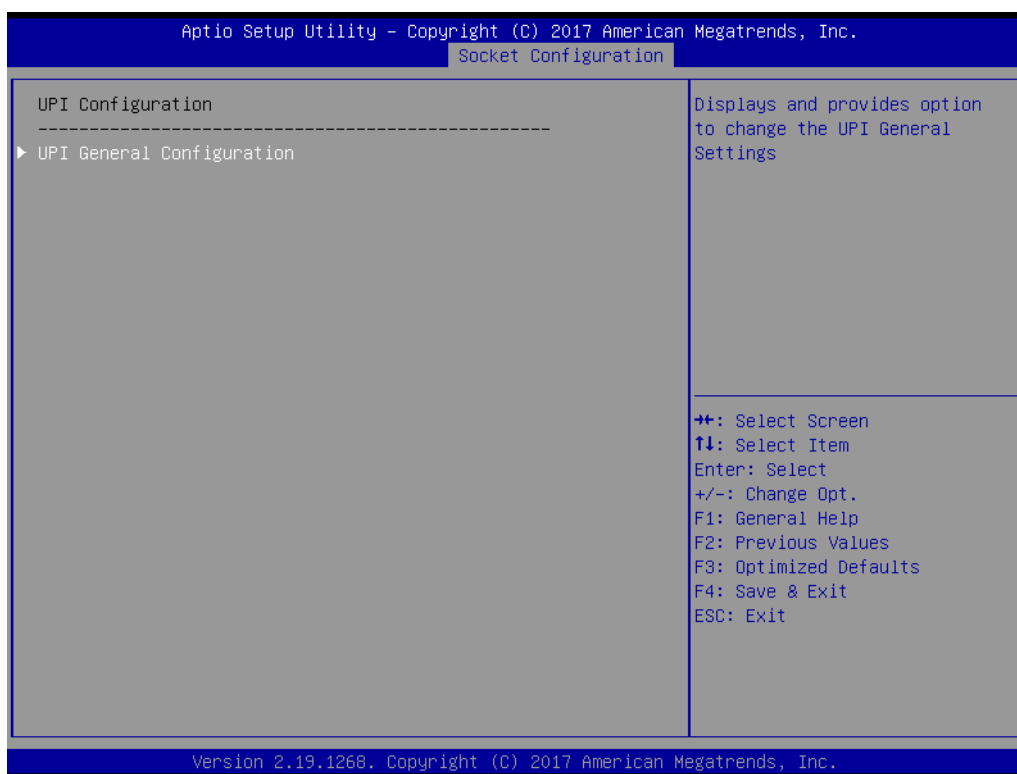 Aptio Setup Utility – Copyright (C) 2017 American Megatrends, Inc.
Socket Configuration
UPI Configuration
--------------------------------------------------
▶ UPI General Configuration
Displays and provides option
to change the UPI General
Settings
→←: Select Screen
↑↓: Select Item
Enter: Select
+/-: Change Opt.
F1: General Help
F2: Previous Values
F3: Optimized Defaults
F4: Save & Exit
ESC: Exit
Version 2.19.1268. Copyright (C) 2017 American Megatrends, Inc.